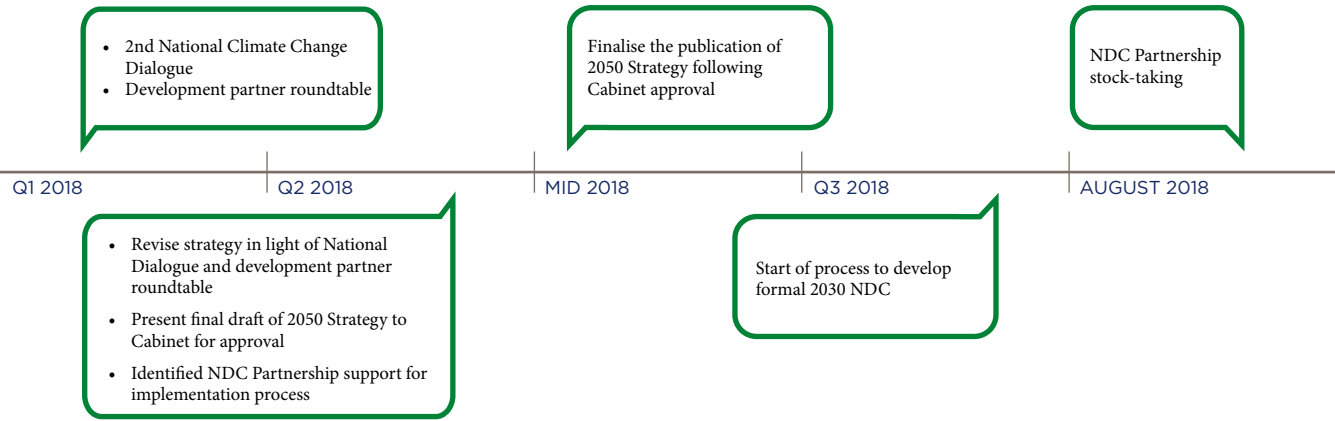 • 2nd National Climate Change
Dialogue
• Development partner roundtable
Finalise the publication of
2050 Strategy following
Cabinet approval
NDC Partnership
stock-taking
Q1 2018
Q2 2018
MID 2018
Q3 2018
AUGUST 2018
• Revise strategy in light of National
Dialogue and development partner
roundtable
• Present final draft of 2050 Strategy to
Cabinet for approval
• Identified NDC Partnership support for
implementation process
Start of process to develop
formal 2030 NDC